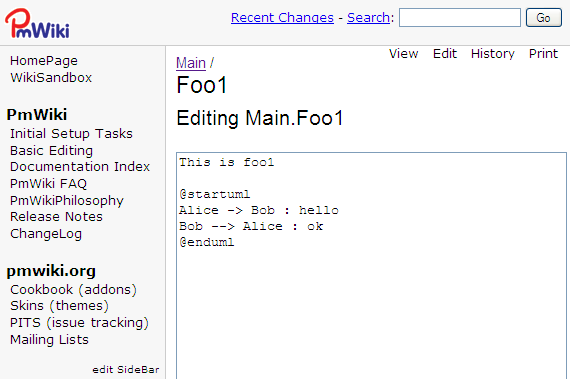 PmWiki
Recent Changes - Search: Go
View Edit History Print
HomePage
WikiSandbox
PmWiki
Initial Setup Tasks
Basic Editing
Documentation Index
PmWiki FAQ
PmWikiPhilosophy
Release Notes
ChangeLog
pmwiki.org
Cookbook (addons)
Skins (themes)
PITS (issue tracking)
Mailing Lists
edit SideBar
Main /
Foo1
Editing Main.Foo1
This is foo1
@startuml
Alice -> Bob : hello
Bob --> Alice : ok
@enduml